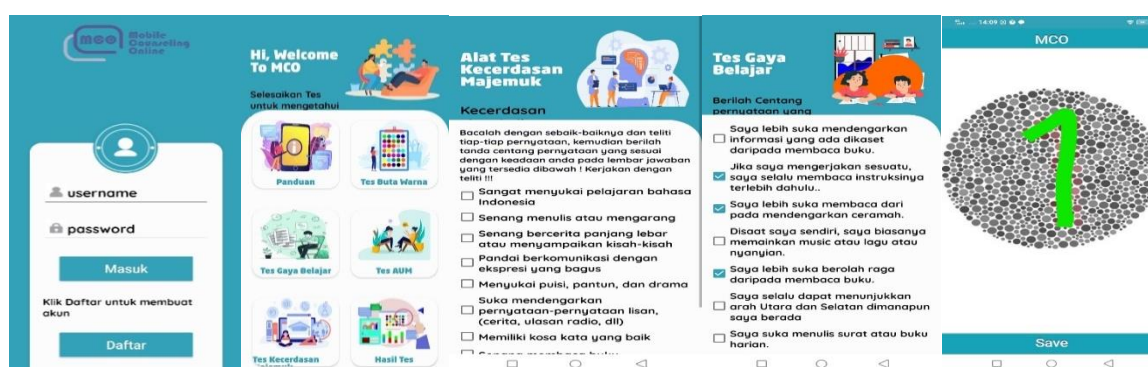 mco
Mobile
Counseling
Online
username
password
Masuk
Klik Daftar untuk membuat
akun
Daftar
Hi, Welcome
To MCO
Selesaikan Tes
untuk mengetahui
Panduan
Tes Buta Warna
Tes Gaya Belajar
Tes AUM
Tes Kecerdasan
Hasil Tes
Alat Tes
Kecerdasan
Majemuk
Kecerdasan
Bacalah dengan sebaik-baiknya dan teliti
tiap-tiap pernyataan, kemudian berilah
tanda centang pernyataan yang sesuai
dengan keadaan anda pada lembar jawaban
yang tersedia dibawah ! Kerjakan dengan
teliti !!!
Sangat menyukai pelajaran bahasa
Indonesia
Senang menulis atau mengarang
Senang bercerita panjang lebar
atau menyampaikan kisah-kisah
Pandai berkomunikasi dengan
ekspresi yang bagus
Menyukai puisi, pantun, dan drama
Suka mendengarkan
pernyataan-pernyataan lisan,
(cerita, ulasan radio, dll)
Memiliki kosa kata yang baik
Tes Gaya
Belajar
Berilah Centang
pernyataan yang
Saya lebih suka mendengarkan
informasi yang ada dikaset
daripada membaca buku.
Jika saya mengerjakan sesuatu,
saya selalu membaca instruksinya
terlebih dahulu..
Saya lebih suka membaca dari
pada mendengarkan ceramah.
Disaat saya sendiri, saya biasanya
memainkan music atau lagu atau
nyanyian.
Saya lebih suka berolah raga
daripada membaca buku.
Saya selalu dapat menunjukkan
arah Utara dan Selatan dimanapun
saya berada
Saya suka menulis surat atau buku
harian.
14:09
MCO
1
Save